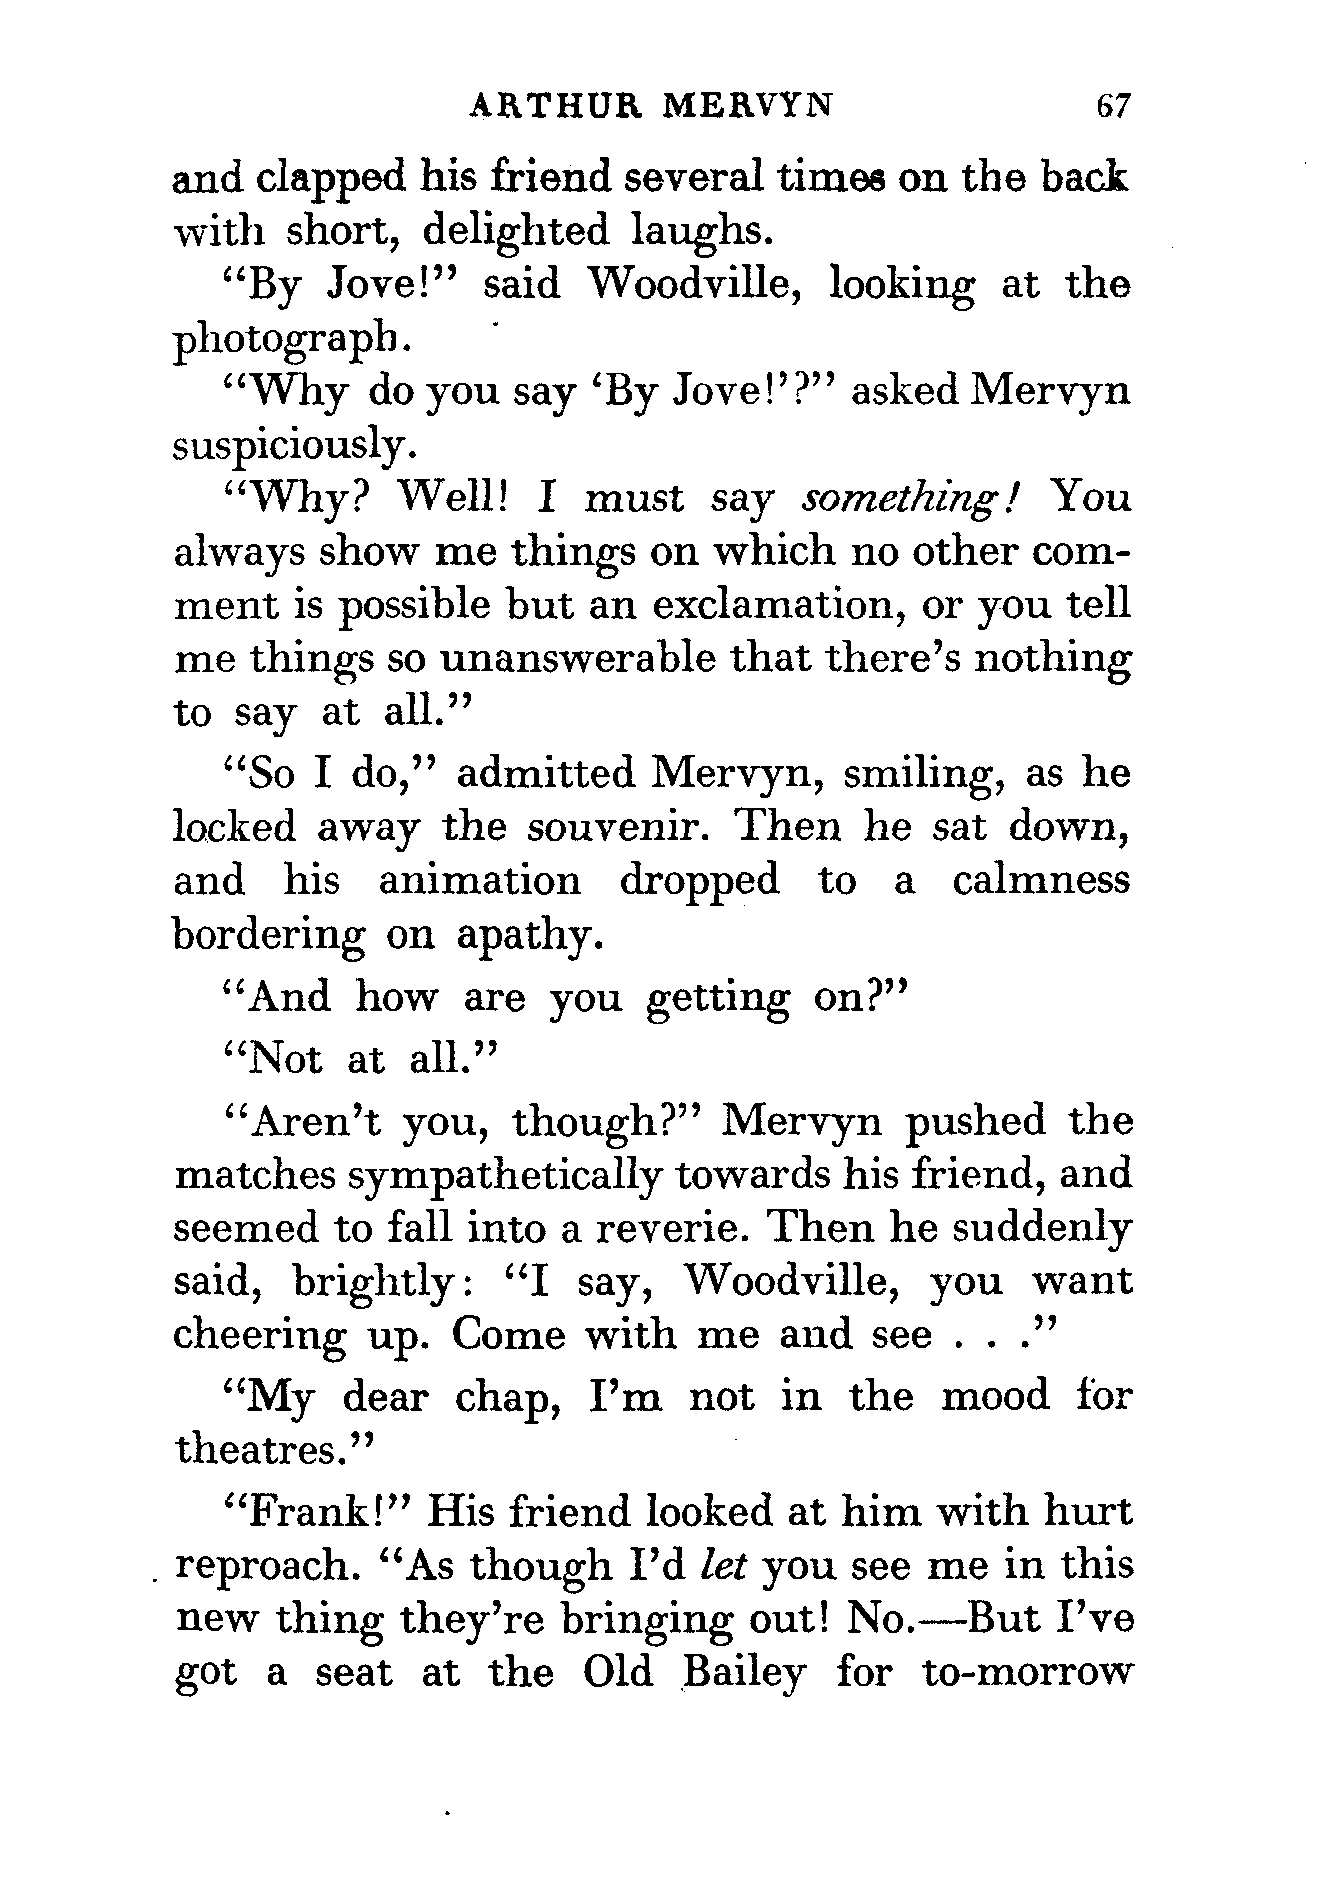 ARTHUR MERVYN 67
and clapped his friend several times on the back
with short, delighted laughs.
“By Jove!” said Woodville, looking at the
photograph.
“Why do you say ‘By Jove!’?” asked Mervyn
suspiciously.
“Why? Well! I must say something! You
always show me things on which no other com-
ment is possible but an exclamation, or you tell
me things so unanswerable that there’s nothing
to say at all.”
“So I do,” admitted Mervyn, smiling, as he
locked away the souvenir. Then he sat down,
and his animation dropped to a calmness
bordering on apathy.
“And how are you getting on?”
“Not at all.”
“Aren’t you, though?” Mervyn pushed the
matches sympathetically towards his friend, and
seemed to fall into a reverie. Then he suddenly
said, brightly: “I say, Woodville, you want
cheering up. Come with me and see . . .”
“My dear chap, I’m not in the mood for
theatres.”
“Frank!” His friend looked at him with hurt
reproach. “As though I’d let you see me in this
new thing they’re bringing out! No.—But I’ve
got a seat at the Old Bailey for to-morrow